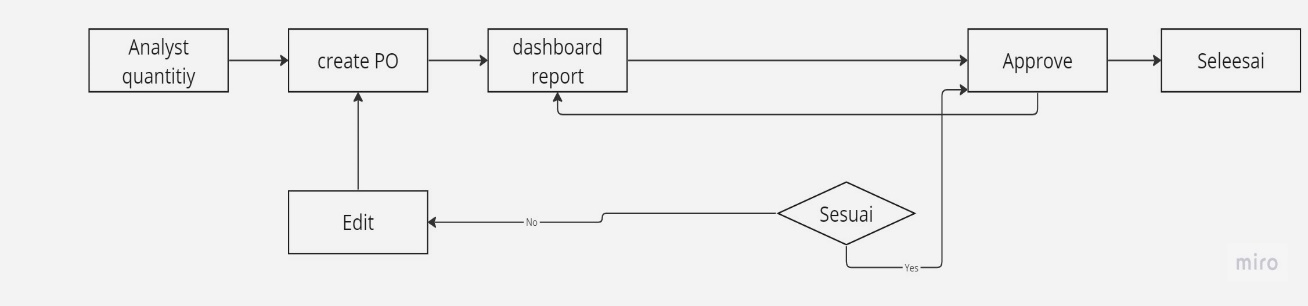 Analyst
quantitiy
create PO
dashboard
report
Approve
Seleesai
Edit
No
Sesuai
Yes
miro